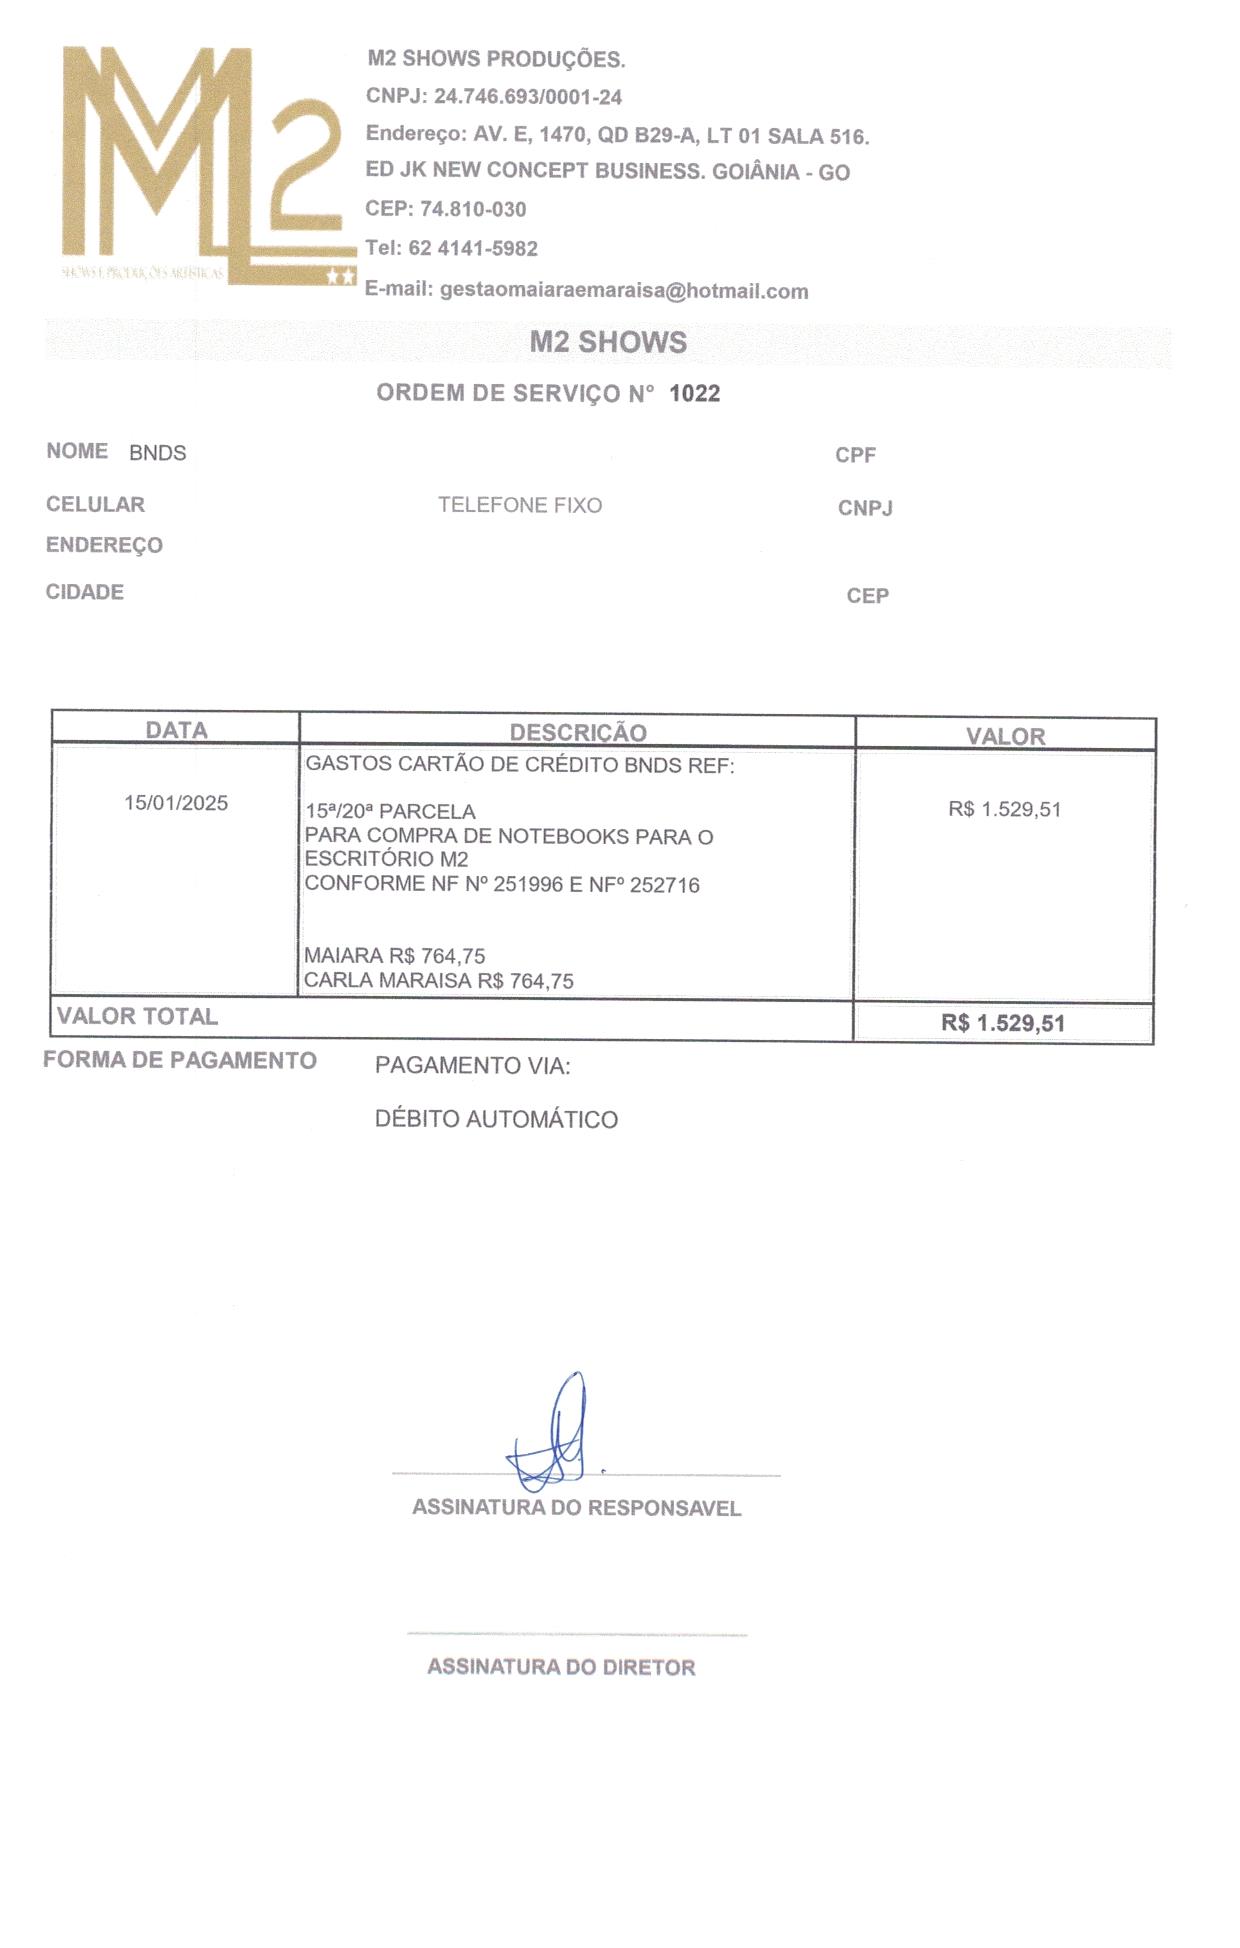 M2
SHOWS E PRODUÇÕES ARTÍSTICAS
M2 SHOWS PRODUÇÕES.
CNPJ: 24.746.693/0001-24
Endereço: AV. E, 1470, QD B29-A, LT 01 SALA 516.
ED JK NEW CONCEPT BUSINESS. GOIÂNIA - GO
CEP: 74.810-030
Tel: 62 4141-5982
E-mail: gestaomaiaraemaraisa@hotmail.com
M2 SHOWS
ORDEM DE SERVIÇO N° 1022
NOME BNDS CPF
CELULAR TELEFONE FIXO CNPJ
ENDEREÇO
CIDADE CEP
DATA DESCRIÇÃO VALOR
GASTOS CARTÃO DE CRÉDITO BNDS REF:
15/01/2025 15ª/20ª PARCELA R$ 1.529,51
PARA COMPRA DE NOTEBOOKS PARA O
ESCRITÓRIO M2
CONFORME NF Nº 251996 E NFº 252716
MAIARA R$ 764,75
CARLA MARAISA R$ 764,75
VALOR TOTAL R$ 1.529,51
FORMA DE PAGAMENTO PAGAMENTO VIA:
DÉBITO AUTOMÁTICO
ASSINATURA DO RESPONSAVEL
ASSINATURA DO DIRETOR